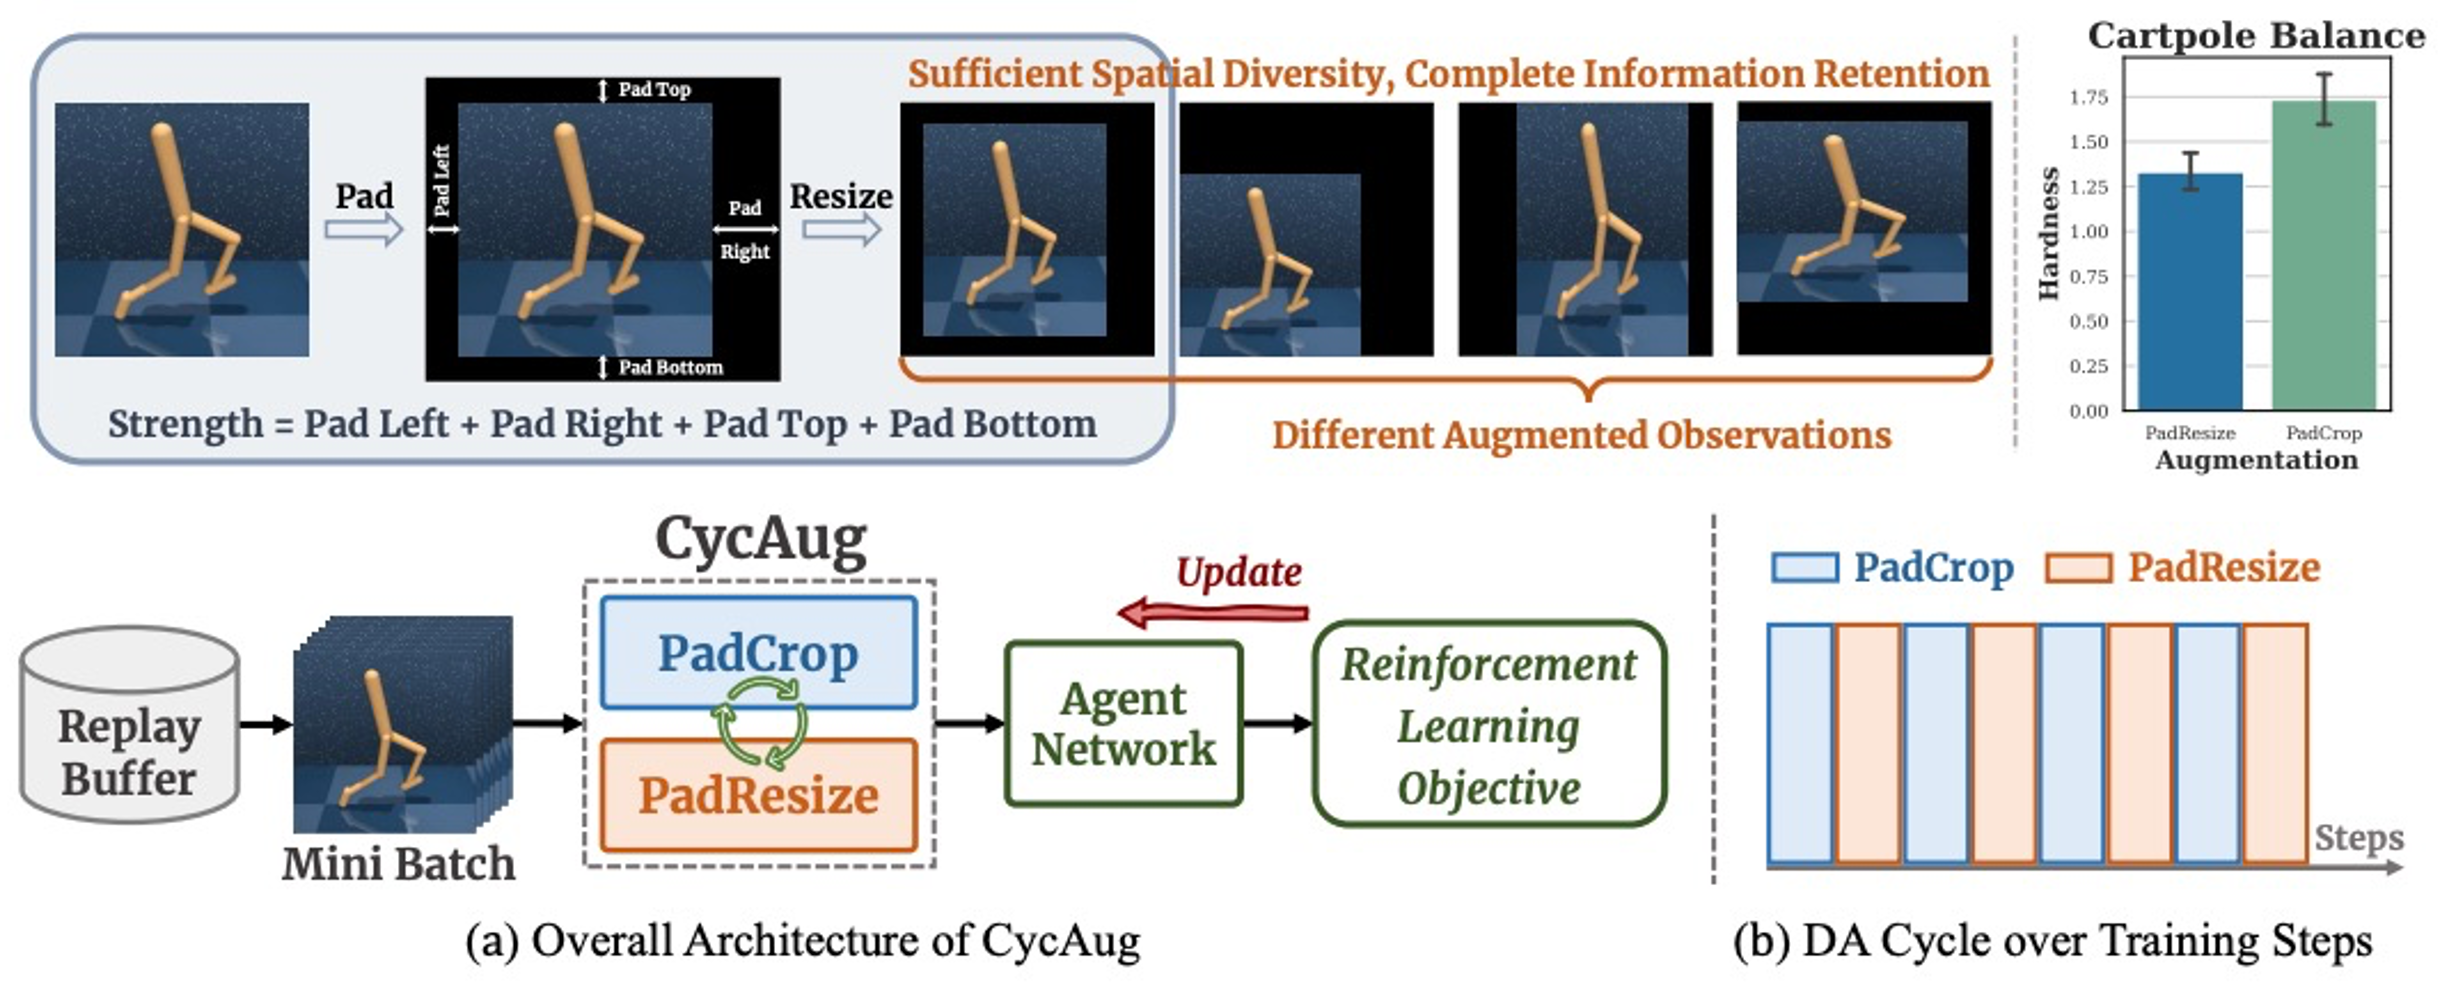 Pad
Pad Top
Pad Left
Pad
Right
Pad Bottom
Resize
Strength = Pad Left + Pad Right + Pad Top + Pad Bottom
Sufficient Spatial Diversity, Complete Information Retention
Different Augmented Observations
Cartpole Balance
Hardness
1.75
1.50
1.25
1.00
0.75
0.50
0.25
0.00
PadResize
PadCrop
Augmentation
CycAug
Replay
Buffer
Mini Batch
PadCrop
PadResize
Update
Agent
Network
Reinforcement
Learning
Objective
PadCrop
PadResize
Steps
(a) Overall Architecture of CycAug
(b) DA Cycle over Training Steps